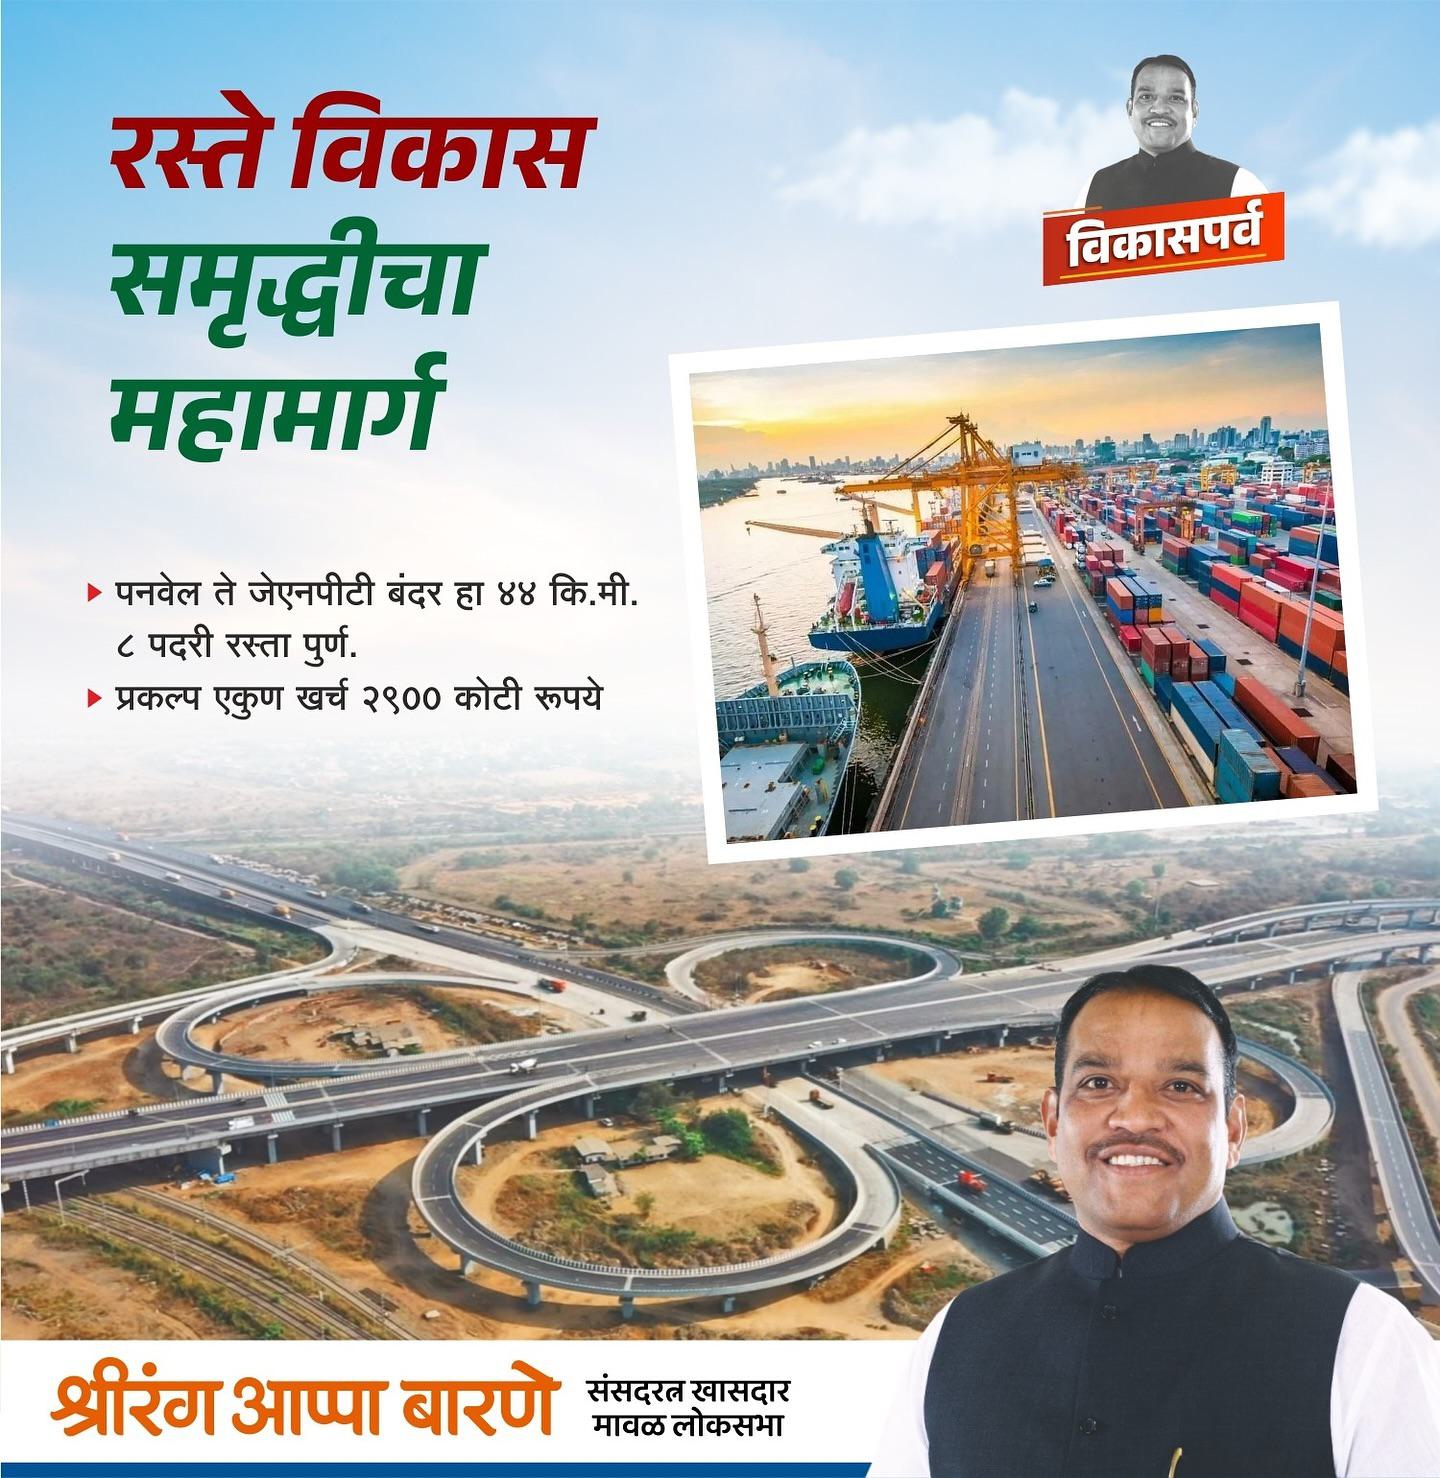 रस्ते विकास
समृद्धीचा
महामार्ग
विकासपर्व
पनवेल ते जेएनपीटी बंदर हा ४४ कि.मी.
८ पदरी रस्ता पुर्ण.
प्रकल्प एकुण खर्च २९०० कोटी रूपये
श्रीरंग आप्पा बारणे
संसदरत्न खासदार
मावळ लोकसभा